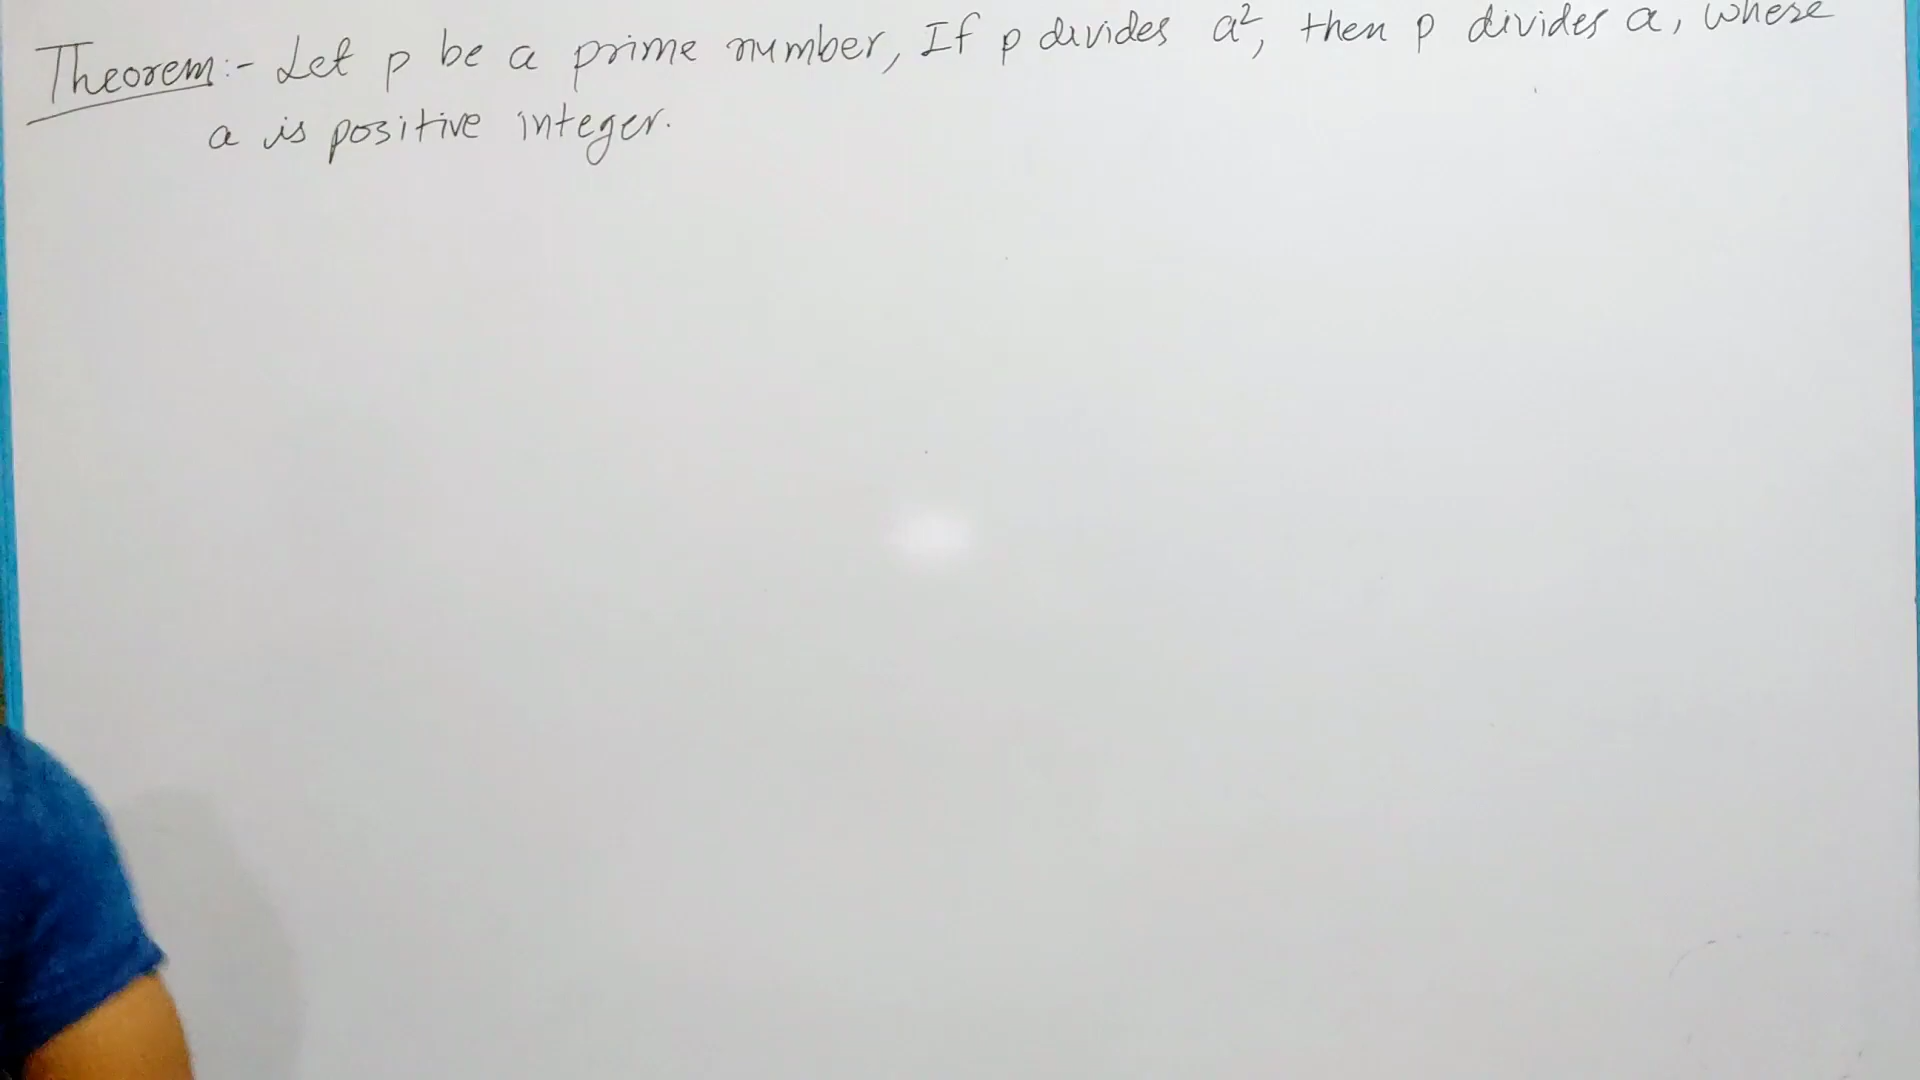 Theorem:- Let p be a prime number, If p divides a², then p divides a, where
a is positive integer.